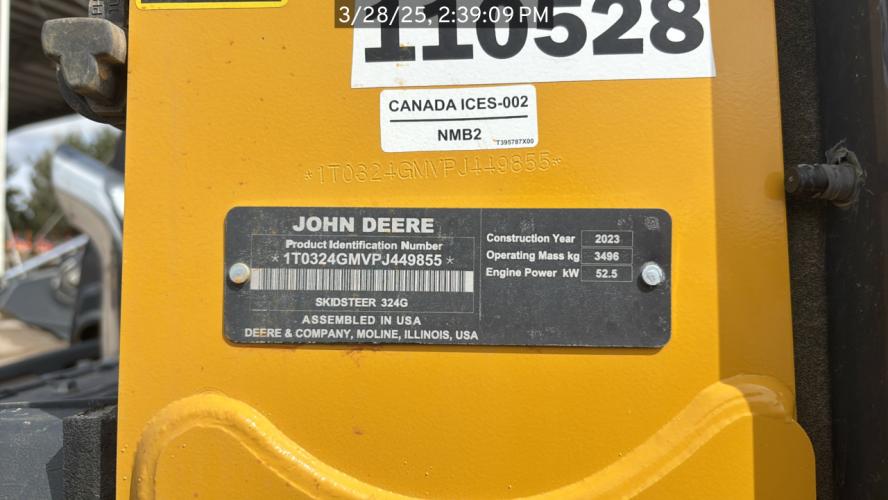 3/28/25, 2:39:09 PM
110528
CANADA ICES-002
NMB2
T395787X00
*1T0324GMVPJ449855*
JOHN DEERE
Product Identification Number
*1T0324GMVPJ449855*
SKIDSTEER 324G
ASSEMBLED IN USA
DEERE & COMPANY, MOLINE, ILLINOIS, USA
Construction Year 2023
Operating Mass kg 3496
Engine Power kW 52.5